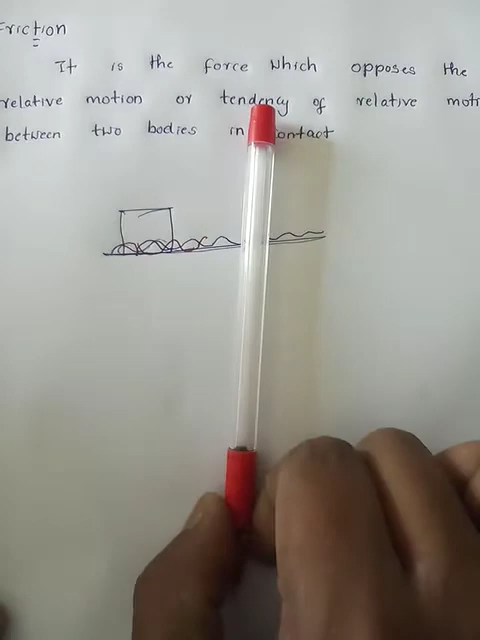 Friction
It is the force which opposes the
relative motion or tendency of relative moti
between two bodies in contact